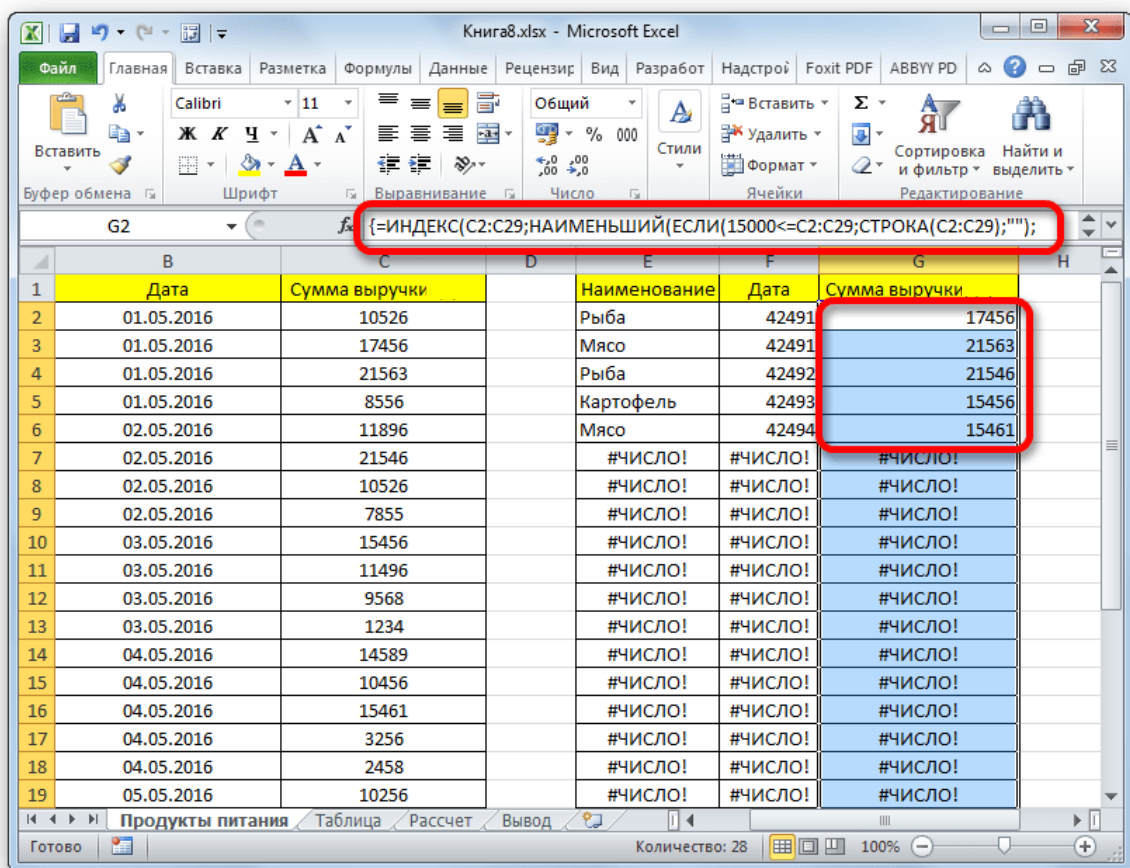 Книга8.xlsx - Microsoft Excel
Файл Главная Вставка Разметка Формулы Данные Рецензир Вид Разработ Надстрой Foxit PDF ABBYY PD
Calibri 11 Общий Вставить Σ
Ж К Ч А А % 000 Удалить
Вставить Стили Формат Сортировка и фильтр Найти и выделить
Буфер обмена Шрифт Выравнивание Число Ячейки Редактирование
G2 fx {=ИНДЕКС(C2:C29;НАИМЕНЬШИЙ(ЕСЛИ(15000<=C2:C29;СТРОКА(C2:C29);"");
B C D E F G H
1 Дата Сумма выручки Наименование Дата Сумма выручки
2 01.05.2016 10526 Рыба 42491 17456
3 01.05.2016 17456 Мясо 42491 21563
4 01.05.2016 21563 Рыба 42492 21546
5 01.05.2016 8556 Картофель 42493 15456
6 02.05.2016 11896 Мясо 42494 15461
7 02.05.2016 21546 #ЧИСЛО! #ЧИСЛО! #ЧИСЛО!
8 02.05.2016 10526 #ЧИСЛО! #ЧИСЛО! #ЧИСЛО!
9 02.05.2016 7855 #ЧИСЛО! #ЧИСЛО! #ЧИСЛО!
10 03.05.2016 15456 #ЧИСЛО! #ЧИСЛО! #ЧИСЛО!
11 03.05.2016 11496 #ЧИСЛО! #ЧИСЛО! #ЧИСЛО!
12 03.05.2016 9568 #ЧИСЛО! #ЧИСЛО! #ЧИСЛО!
13 03.05.2016 1234 #ЧИСЛО! #ЧИСЛО! #ЧИСЛО!
14 04.05.2016 14589 #ЧИСЛО! #ЧИСЛО! #ЧИСЛО!
15 04.05.2016 10456 #ЧИСЛО! #ЧИСЛО! #ЧИСЛО!
16 04.05.2016 15461 #ЧИСЛО! #ЧИСЛО! #ЧИСЛО!
17 04.05.2016 3256 #ЧИСЛО! #ЧИСЛО! #ЧИСЛО!
18 04.05.2016 2458 #ЧИСЛО! #ЧИСЛО! #ЧИСЛО!
19 05.05.2016 10256 #ЧИСЛО! #ЧИСЛО! #ЧИСЛО!
Продукты питания Таблица Рассчет Вывод
Готово Количество: 28 100%